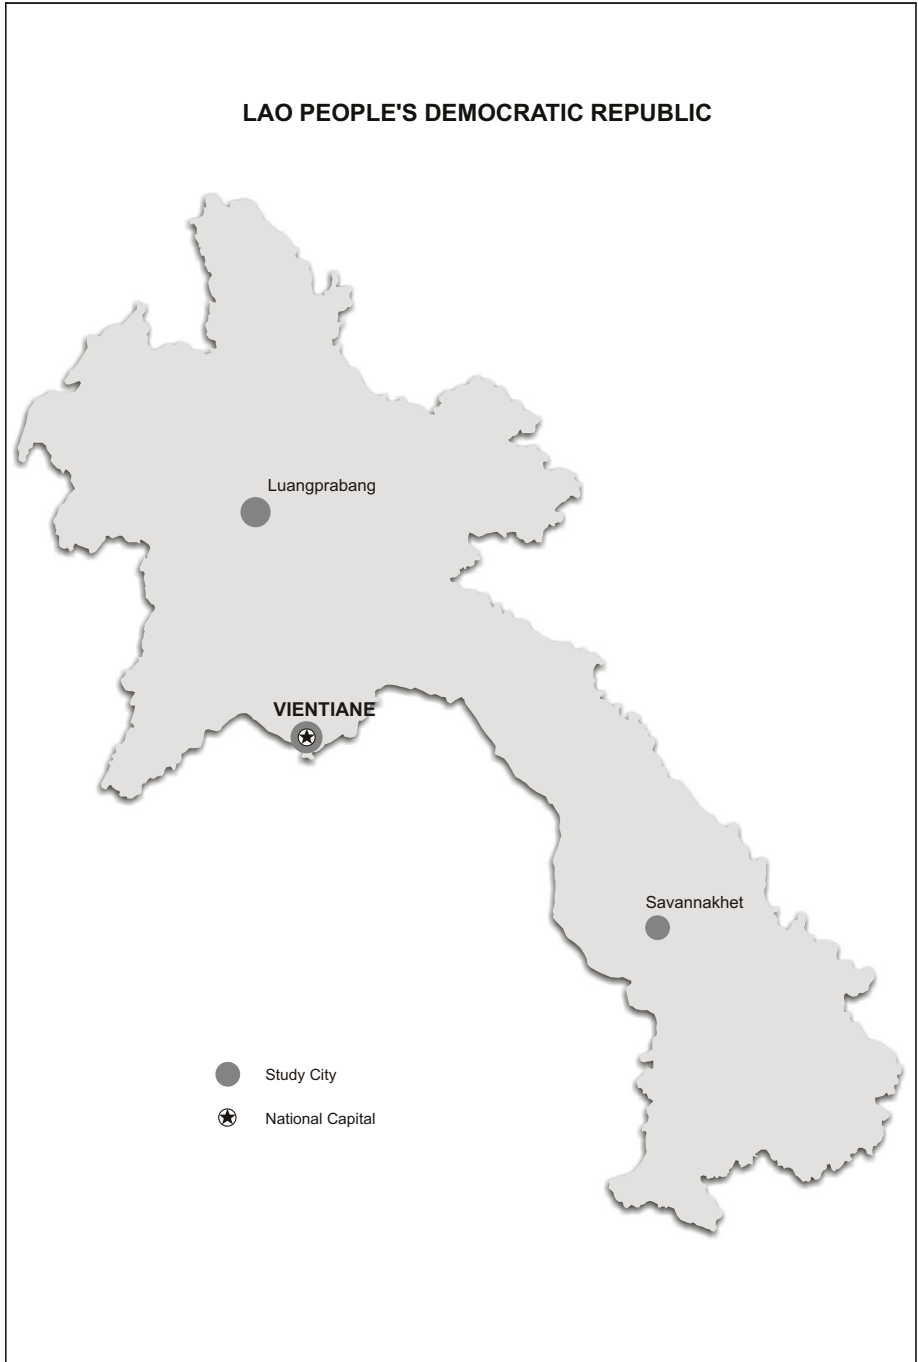 LAO PEOPLE'S DEMOCRATIC REPUBLIC
Luangprabang
VIENTIANE
Savannakhet
Study City
National Capital